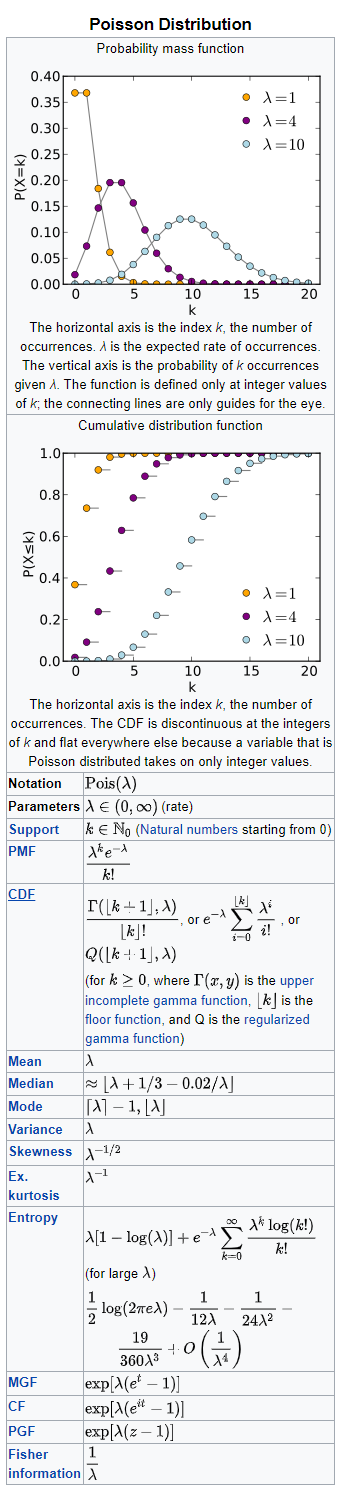 Poisson Distribution
Probability mass function
0.40
0.35
0.30
0.25
0.20
0.15
0.10
0.05
0.00
P(X=k)
λ=1
λ=4
λ=10
0 5 10 15 20
k
The horizontal axis is the index k, the number of
occurrences. λ is the expected rate of occurrences.
The vertical axis is the probability of k occurrences
given λ. The function is defined only at integer values
of k; the connecting lines are only guides for the eye.
Cumulative distribution function
1.0
0.8
0.6
0.4
0.2
0.0
P(X≤k)
λ=1
λ=4
λ=10
0 5 10 15 20
k
The horizontal axis is the index k, the number of
occurrences. The CDF is discontinuous at the integers
of k and flat everywhere else because a variable that is
Poisson distributed takes on only integer values.
Notation Pois(λ)
Parameters λ ∈ (0, ∞) (rate)
Support k ∈ ℕ₀ (Natural numbers starting from 0)
PMF λ^k e^{-λ} / k!
CDF Γ(⌊k + 1⌋, λ) / ⌊k⌋!, or e^{-λ} ∑_{i=0}^{⌊k⌋} λ^i / i! , or
Q(⌊k + 1⌋, λ)
(for k ≥ 0, where Γ(x, y) is the upper
incomplete gamma function, ⌊k⌋ is the
floor function, and Q is the regularized
gamma function)
Mean λ
Median ≈ ⌊λ + 1/3 − 0.02/λ⌋
Mode ⌈λ⌉ − 1, ⌊λ⌋
Variance λ
Skewness λ^{-1/2}
Ex. λ^{-1}
kurtosis
Entropy λ[1 − log(λ)] + e^{-λ} ∑_{k=0}^{∞} λ^k log(k!) / k!
(for large λ)
1/2 log(2πeλ) − 1/(12λ) − 1/(24λ²) −
19/(360λ³) + O(1/λ⁴)
MGF exp[λ(e^t − 1)]
CF exp[λ(e^{it} − 1)]
PGF exp[λ(z − 1)]
Fisher 1/λ
information